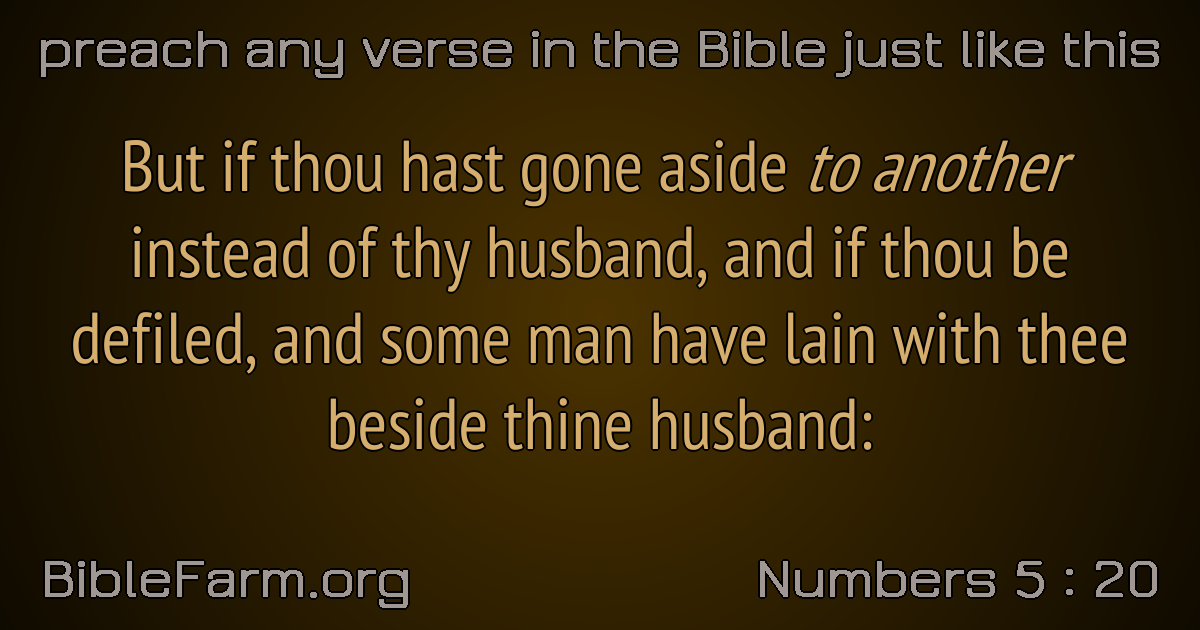 preach any verse in the Bible just like this
But if thou hast gone aside to another
instead of thy husband, and if thou be
defiled, and some man have lain with thee
beside thine husband:
BibleFarm.org
Numbers 5 : 20